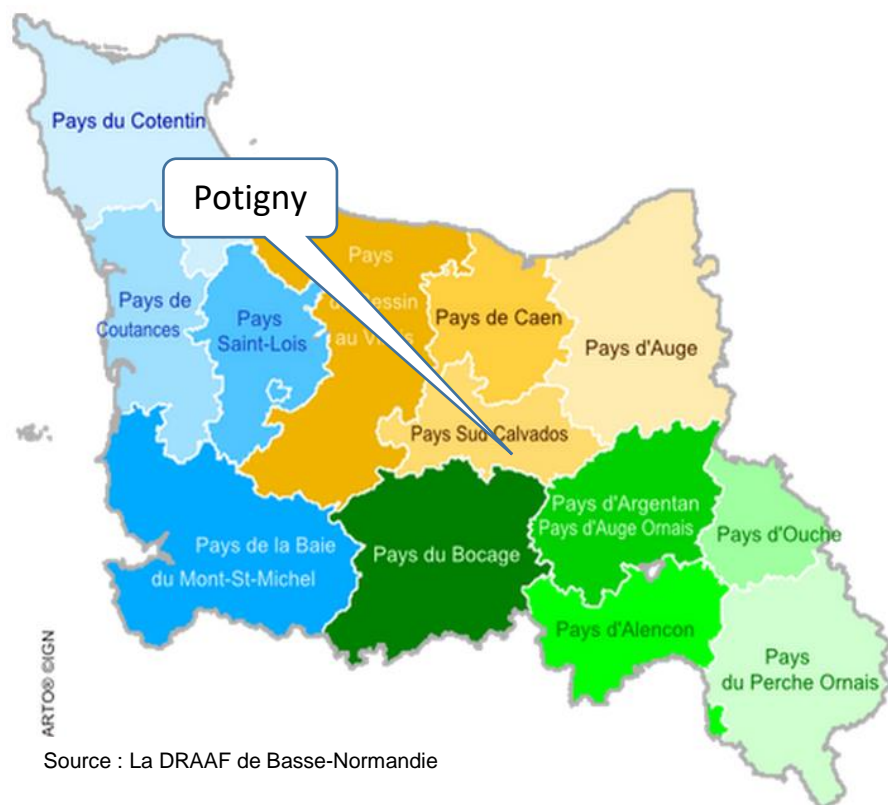 Pays du Cotentin
Potigny
Pays
Pays de
Coutances
Pays
Saint-Lois
Pays de Caen
Pays d'Auge
Pays Sud Calvados
Pays d'Argentan
Pays d'Auge Ornais
Pays d'Ouche
Pays de la Baie
du Mont-St-Michel
Pays du Bocage
Pays d'Alencon
Pays
du Perche Ornais
ARTO® ©IGN
Source : La DRAAF de Basse-Normandie